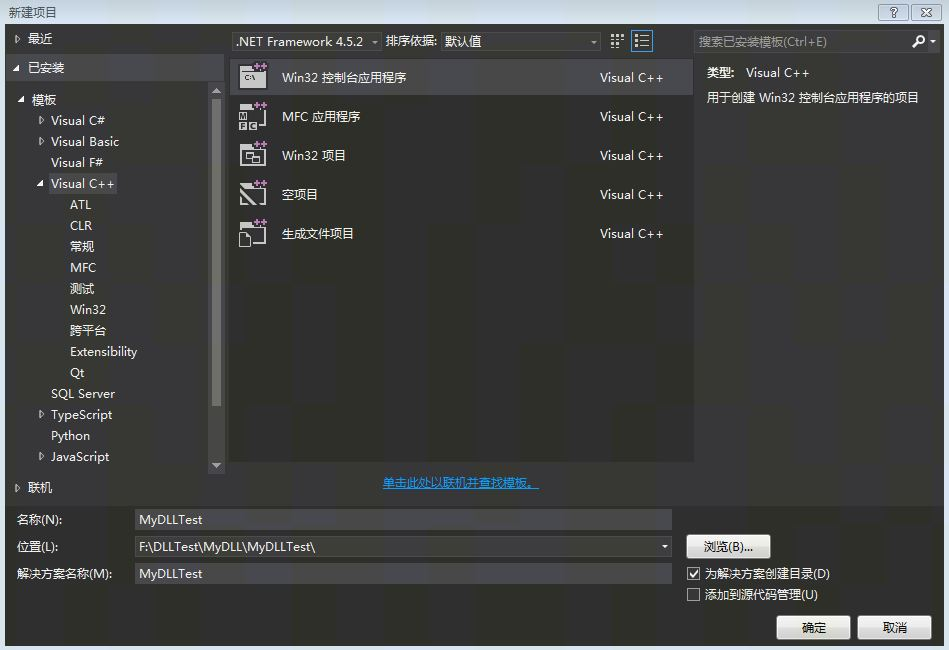 新建项目
最近
已安装
模板
Visual C#
Visual Basic
Visual F#
Visual C++
ATL
CLR
常规
MFC
测试
Win32
跨平台
Extensibility
Qt
SQL Server
TypeScript
Python
JavaScript
联机
.NET Framework 4.5.2 排序依据: 默认值
Win32 控制台应用程序 Visual C++
MFC 应用程序 Visual C++
Win32 项目 Visual C++
空项目 Visual C++
生成文件项目 Visual C++
单击此处以联机并查找模板。
搜索已安装模板(Ctrl+E)
类型: Visual C++
用于创建 Win32 控制台应用程序的项目
名称(N): MyDLLTest
位置(L): F:\DLLTest\MyDLL\MyDLLTest\ 浏览(B)...
解决方案名称(M): MyDLLTest 为解决方案创建目录(D)
添加到源代码管理(U)
确定 取消